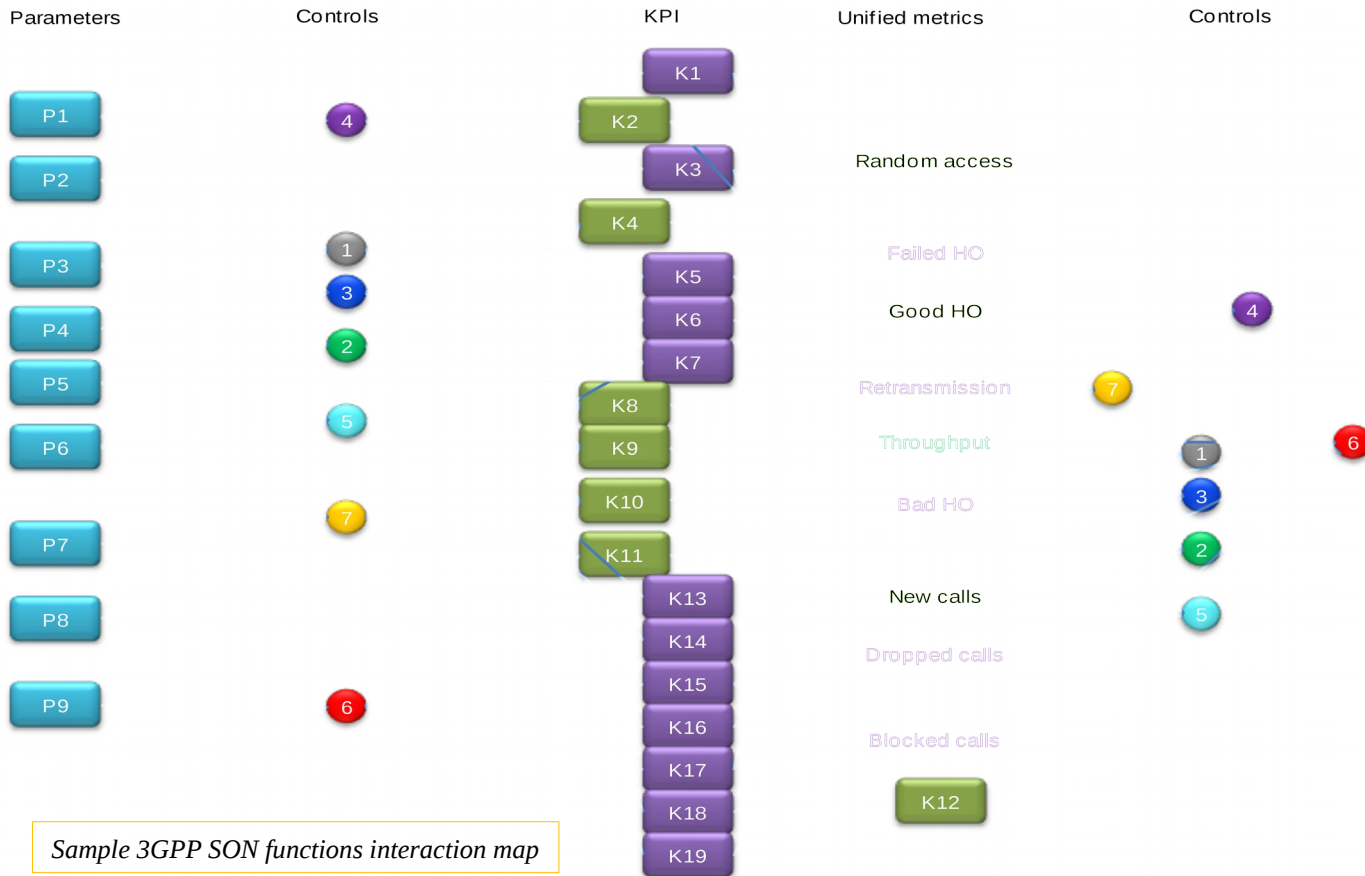 Parameters
Controls
KPI
Unified metrics
Controls
P1
P2
P3
P4
P5
P6
P7
P8
P9
4
1
3
2
5
7
6
K1
K2
K3
K4
K5
K6
K7
K8
K9
K10
K11
K13
K14
K15
K16
K17
K18
K19
Random access
Failed HO
Good HO
Retransmission
Throughput
Bad HO
New calls
Dropped calls
Blocked calls
K12
4
7
6
1
3
2
5
Sample 3GPP SON functions interaction map